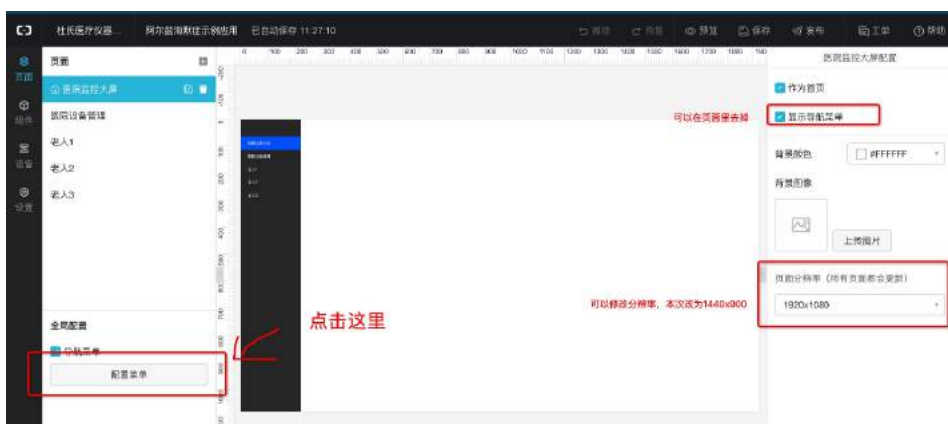 杜氏医疗仪器...
阿尔兹海默症示例应用
已自动保存 11:27:10
预览
保存
发布
工单
帮助
页面
页面
组件
设备
设置
医院监控大屏
医院设备管理
老人1
老人2
老人3
全局配置
导航菜单
配置菜单
点击这里
可以在页面里去掉
可以修改分辨率，本次改为1440x900
医院监控大屏配置
作为首页
显示导航菜单
背景颜色
#FFFFFF
背景图像
上传图片
页面分辨率（所有页面都会更新）
1920x1080